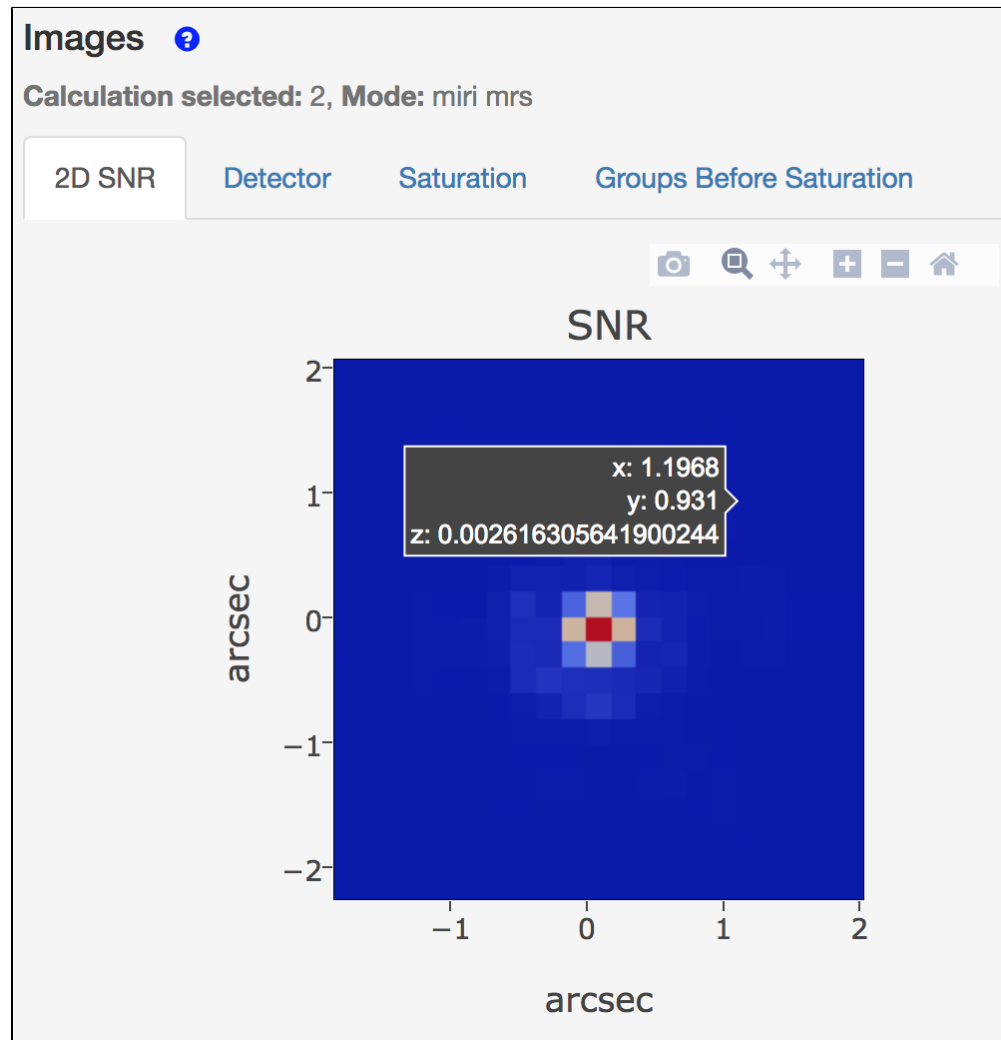 Images ?
Calculation selected: 2, Mode: miri mrs
2D SNR Detector Saturation Groups Before Saturation
SNR
x: 1.1968
y: 0.931
z: 0.002616305641900244
2
1
0
−1
−2
arcsec
−1 0 1 2
arcsec